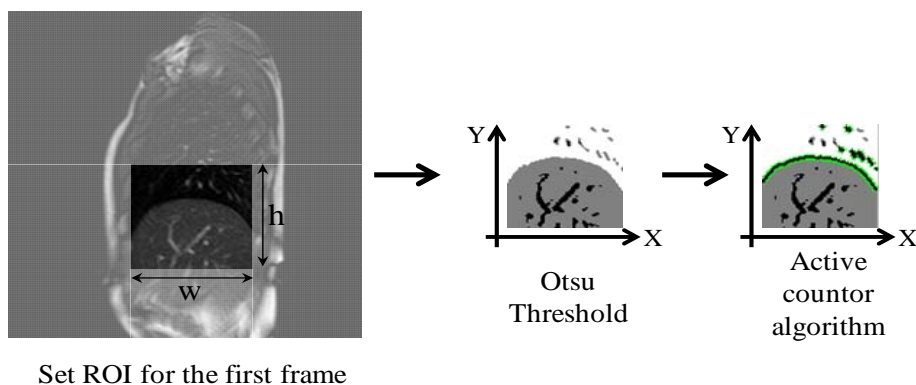 h
w
Set ROI for the first frame
Y
X
Otsu
Threshold
Y
X
Active
countor
algorithm